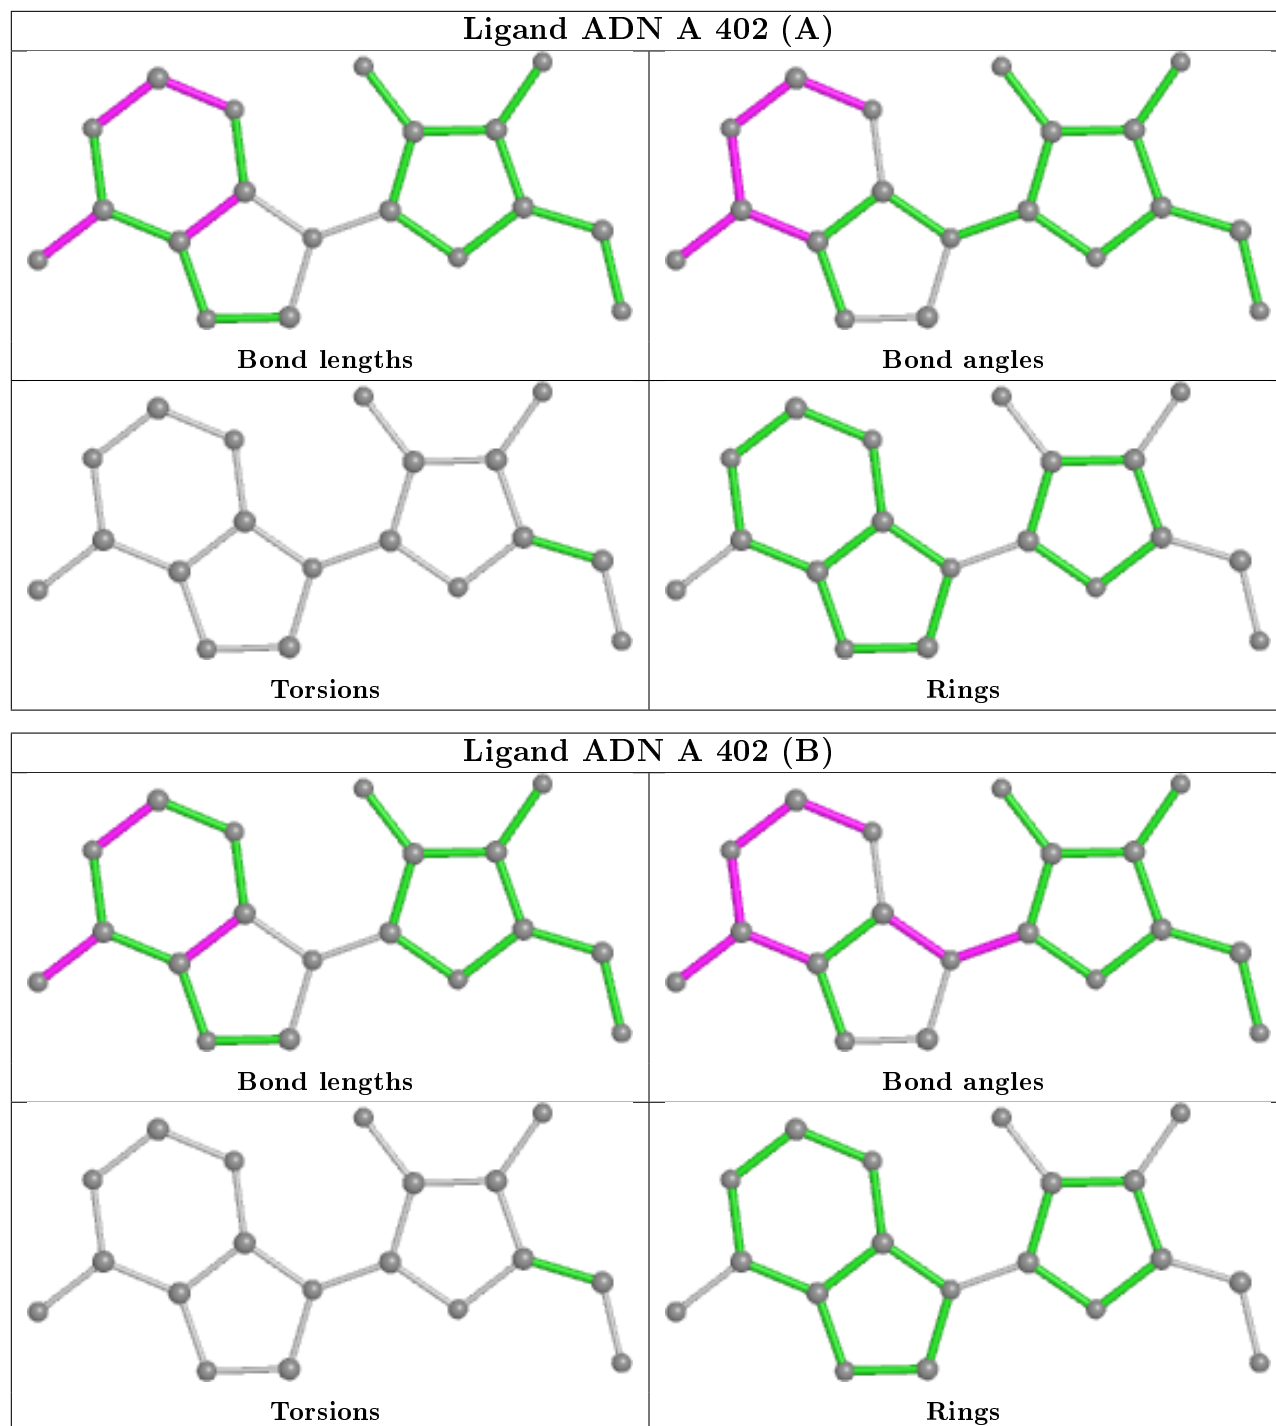 Ligand ADN A 402 (A)
Bond lengths
Bond angles
Torsions
Rings
Ligand ADN A 402 (B)
Bond lengths
Bond angles
Torsions
Rings